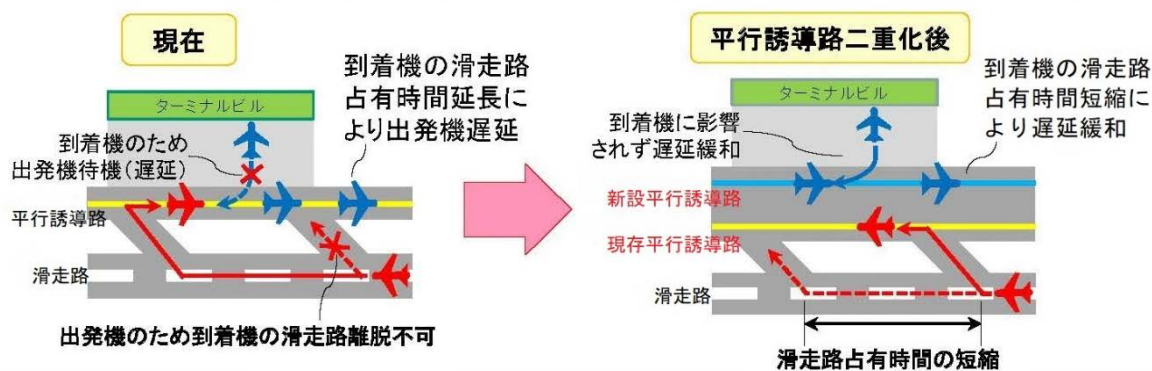 現在
ターミナルビル
到着機のため
出発機待機(遅延)
到着機の滑走路
占有時間延長に
より出発機遅延
平行誘導路
滑走路
出発機のため到着機の滑走路離脱不可
平行誘導路二重化後
ターミナルビル
到着機に影響
されず遅延緩和
到着機の滑走路
占有時間短縮に
より遅延緩和
新設平行誘導路
現存平行誘導路
滑走路
滑走路占有時間の短縮